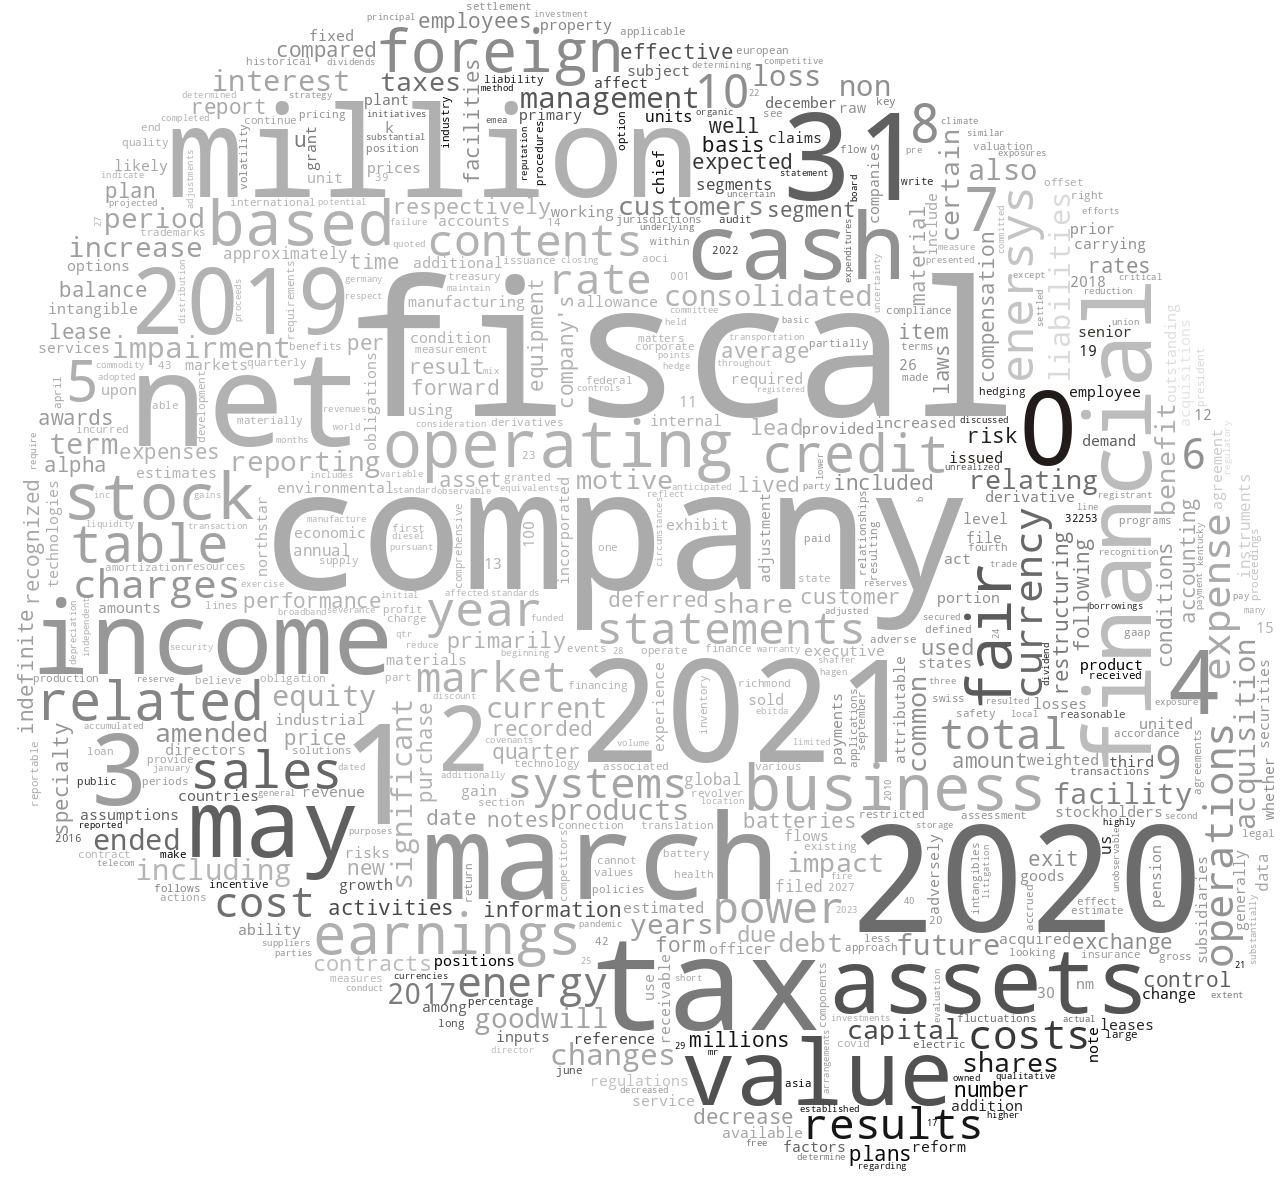 settlement
principal employees investment
fixed property
foreign
compared effective european
historical dividends applicable
interest taxes liability affect subject determining competitive
facilities management 10 22 loss non
determined strategy method
report plant industry december raw key
million
completed continue pricing initiatives emea primary organic units see 8
end k substantial option well claims flow climate similar
quality u grant position reputation procedures basis 31 companies pre valuation
likely volatility prices chief expected statement certain exposures
indicate adjustments unit 39 segments uncertain board write also offset
plan projected international potential respectively working customers segment 7 right
period based failure accounts 14 jurisdictions audit material include enersys liabilities efforts
27 trademarks underlying expenditures committed prior
increase approximately quoted contents within 2022 cash measure carrying
options distribution time additional issuance closing aoci 001 uncertainty presented compensation rates
2019 proceeds requirements germany treasury rate consolidated except critical
balance respect maintain allowance compliance settled 2018 reduction
intangible manufacturing committee financial
fiscal
lease per equipment company's held basic item union outstanding acquisitions president
services impairment benefits condition matters transportation laws terms senior
markets quarterly measurement corporate partially 26 19
net
commodity 43 result mix points average made
5 adopted obligations forward federal hedge throughout required hedging employee
april upon able development controls registered 0
awards incurred materially revenues using 11 increased discussed 12
require term expenses months world consideration derivatives internal lead provided risk demand benefit
operating credit
alpha estimates reporting 23 lower issued 6 regulatory
recognized environmental includes variable asset granted motive anticipated party lived included unrealized relating agreement
technologies inc gains standard observable equivalents reflect b derivative registrant
stock
liquidity transaction manufacture first incorporated exhibit level line 32253 programs accounting instruments
company
table northstar economic diesel comprehensive 100 circumstances adjustment paid relationships resulting file currency conditions
amortization resources annual pursuant one fourth recognition payment kentucky proceedings
charges exercise supply 13 state reserves act trade restructuring following
amounts performance initial affected standards deferred share customer portion fair borrowings pay many
indefinite lines broadband severance profit year funded adjusted secured 24 gaap expense 15
income
depreciation independent charge statements defined
security qtr reduce primarily adverse used product
materials beginning events 28 operate finance warranty executive states dividend received
production reserve believe obligation part shaffer swiss three 4
related equity market financing experience hagen 2021 attributable common resulted local losses exposure securities
discount richmond sold ebitda reasonable
accumulated industrial current inventory payments applications september safety total united acquisition
reportable specialty amended significant purchase 2 recorded accordance
loan directors price covenants volume limited amount weighted third 9 whether
3 1
january provide solutions dated quarter associated various transactions agreements
public periods sales additionally technology systems global business facility operations
countries general revenue gain revolver 2010
assumptions section products location restricted stockholders second
may
2016 reported ended purposes date notes batteries assessment us highly legal
make connection translation flows storage
march 2020
contract risks competitors battery existing adversely intangibles litigation exit unobservable pension generally
telecom including new cannot impact subsidiaries data
follows incentive growth return values health fire goods
actions policies filed 2027 accrued effect substantially
cost activities information estimated power 2023 40 estimate
ability earnings pandemic years 20
suppliers 42 form officer due debt less approach future acquired exchange
parties positions looking insurance gross 21
contracts 25
measures currencies energy tax assets 30 nm control
conduct 2017 percentage use receivable short components evaluation change extent
among investments
long goodwill capital fluctuations actual leases
inputs reference millions covid electric costs note large
director 29 mr
changes arrangements shares
june asia value owned qualitative
regulations decreased number
service established addition
decrease results higher
available 17
free factors reform
determine plans
regarding